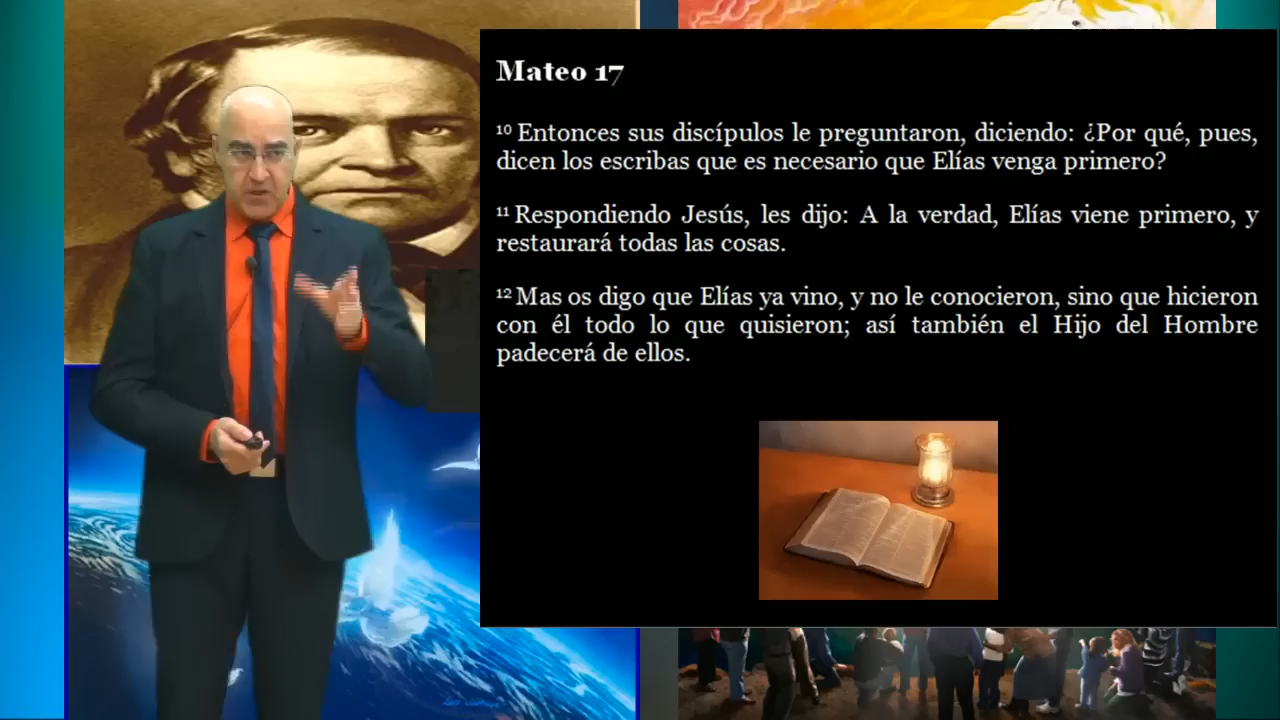 Mateo 17
10 Entonces sus discípulos le preguntaron, diciendo: ¿Por qué, pues,
dicen los escribas que es necesario que Elías venga primero?
11 Respondiendo Jesús, les dijo: A la verdad, Elías viene primero, y
restaurará todas las cosas.
12 Mas os digo que Elías ya vino, y no le conocieron, sino que hicieron
con él todo lo que quisieron; así también el Hijo del Hombre
padecerá de ellos.